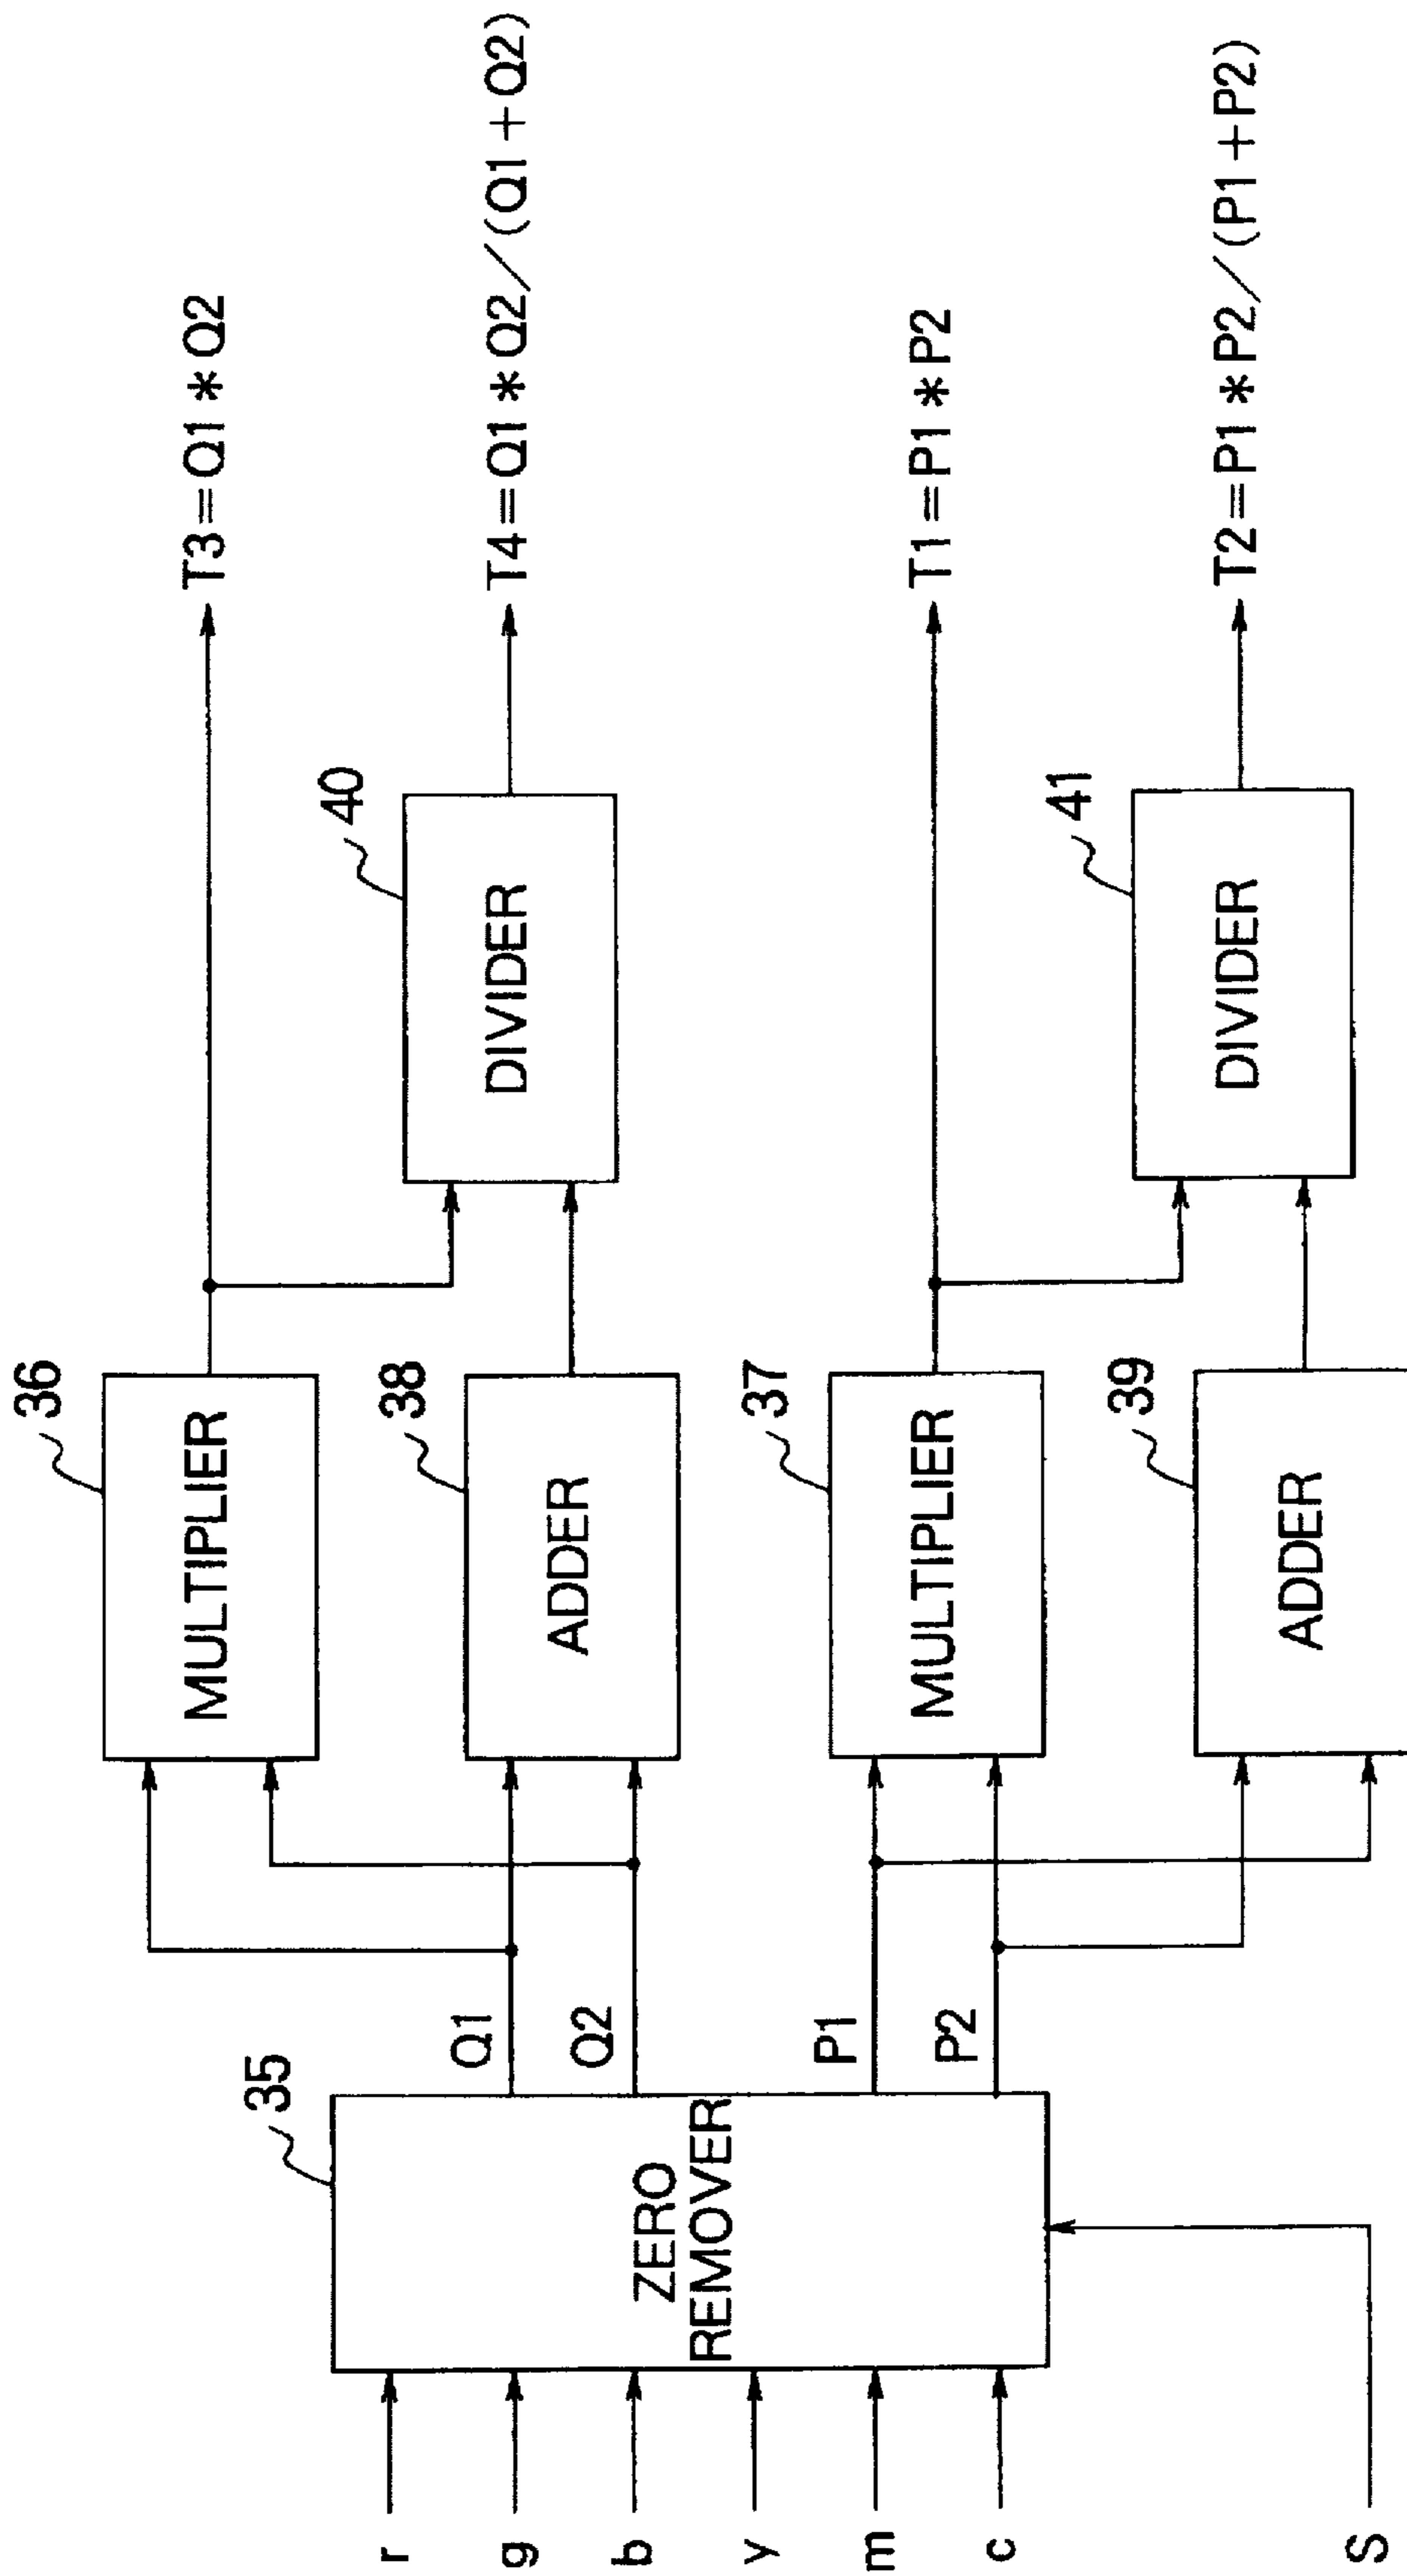 r
g
b
y
m
c
S
35
ZERO
REMOVER
Q1
Q2
P1
P2
36
MULTIPLIER
38
ADDER
37
MULTIPLIER
39
ADDER
40
DIVIDER
41
DIVIDER
T3=Q1*Q2
T4=Q1*Q2/(Q1+Q2)
T1=P1*P2
T2=P1*P2/(P1+P2)